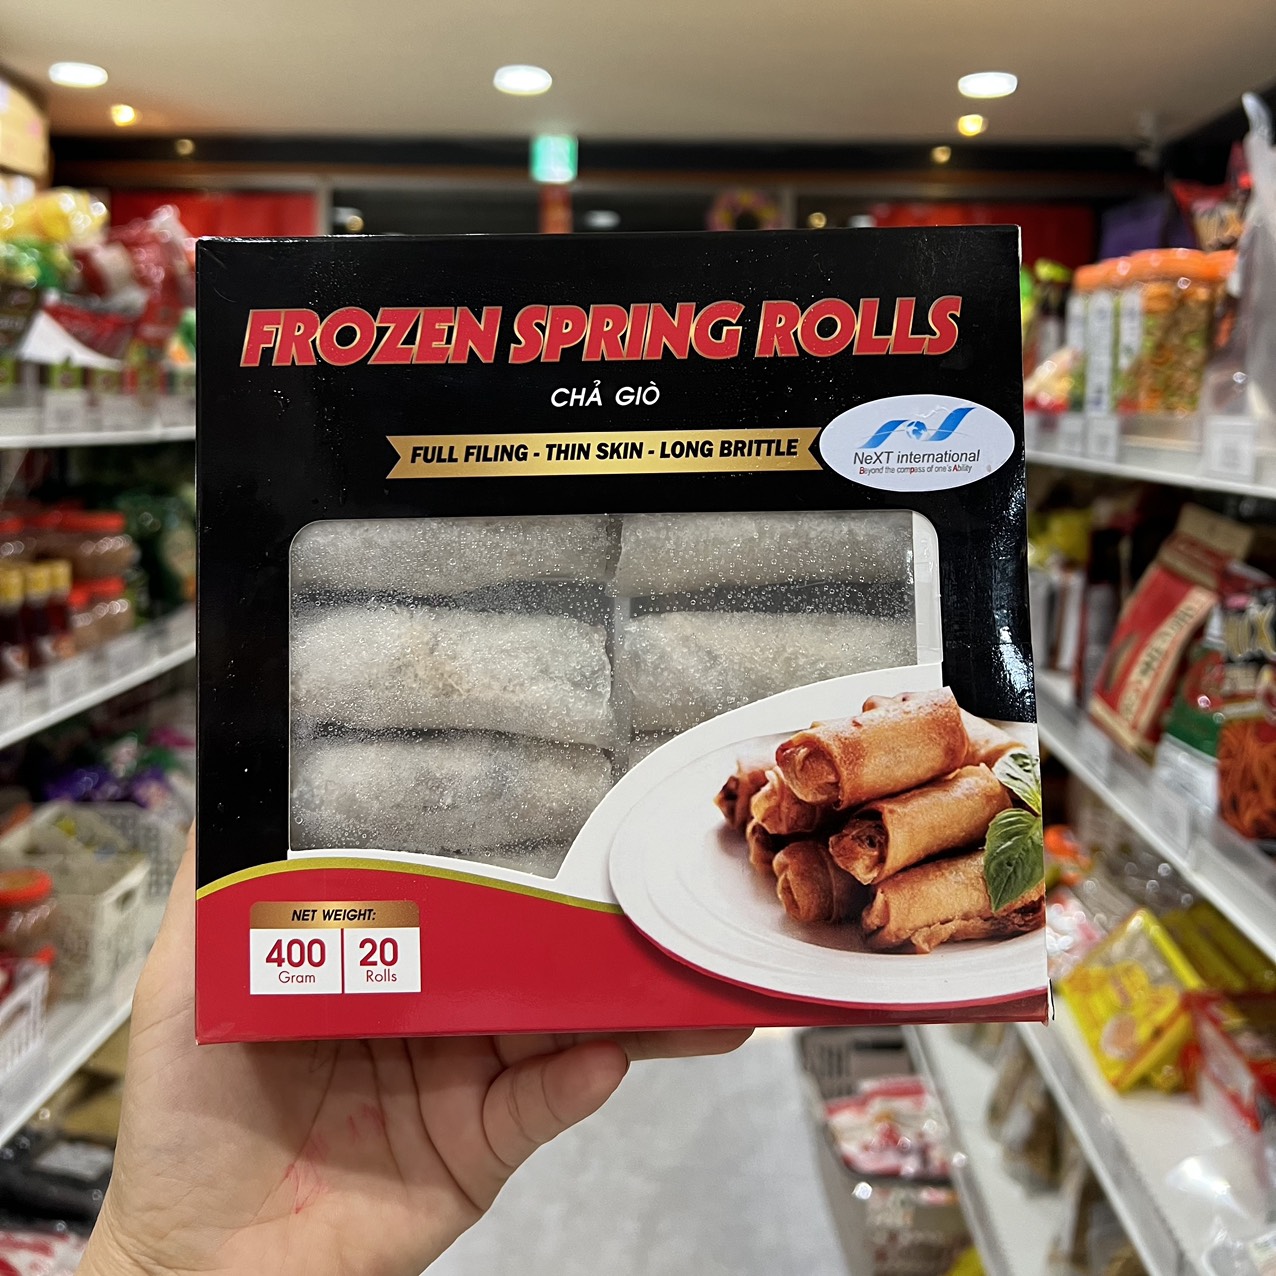 FROZEN SPRING ROLLS
CHẢ GIÒ
FULL FILING - THIN SKIN - LONG BRITTLE
NeXT international
Beyond the compass of one's Ability
NET WEIGHT:
400 20
Gram Rolls